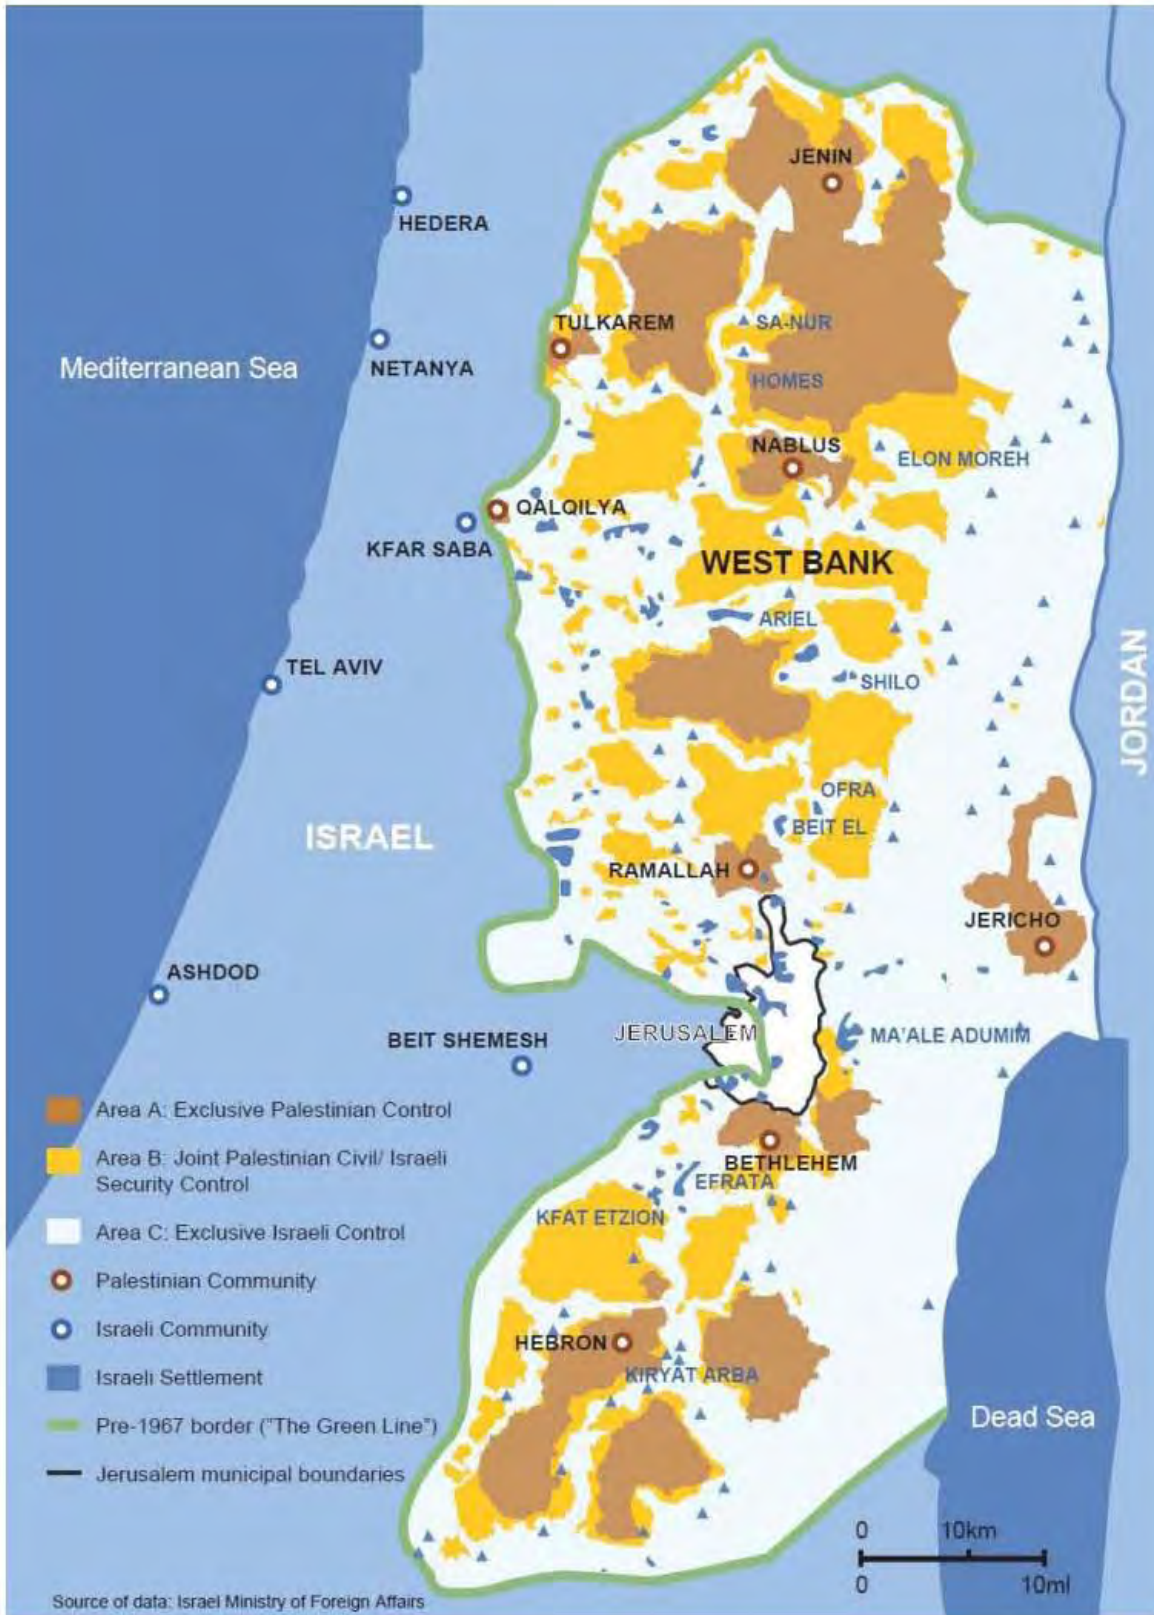 JENIN
HEDERA
TULKAREM
SA-NUR
Mediterranean Sea
NETANYA
HOMES
NABLUS
ELON MOREH
QALQILYA
KFAR SABA
WEST BANK
ARIEL
TEL AVIV
SHILO
JORDAN
OFRA
ISRAEL
BEIT EL
RAMALLAH
JERICHO
ASHDOD
JERUSALEM
BEIT SHEMESH
MA'ALE ADUMIM
Area A: Exclusive Palestinian Control
Area B: Joint Palestinian Civil/ Israeli
Security Control
BETHLEHEM
EFRATA
KFAT ETZION
Area C: Exclusive Israeli Control
Palestinian Community
Israeli Community
HEBRON
KIRYAT ARBA
Israeli Settlement
Pre-1967 border ("The Green Line")
Dead Sea
Jerusalem municipal boundaries
0 10km
0 10ml
Source of data: Israel Ministry of Foreign Affairs